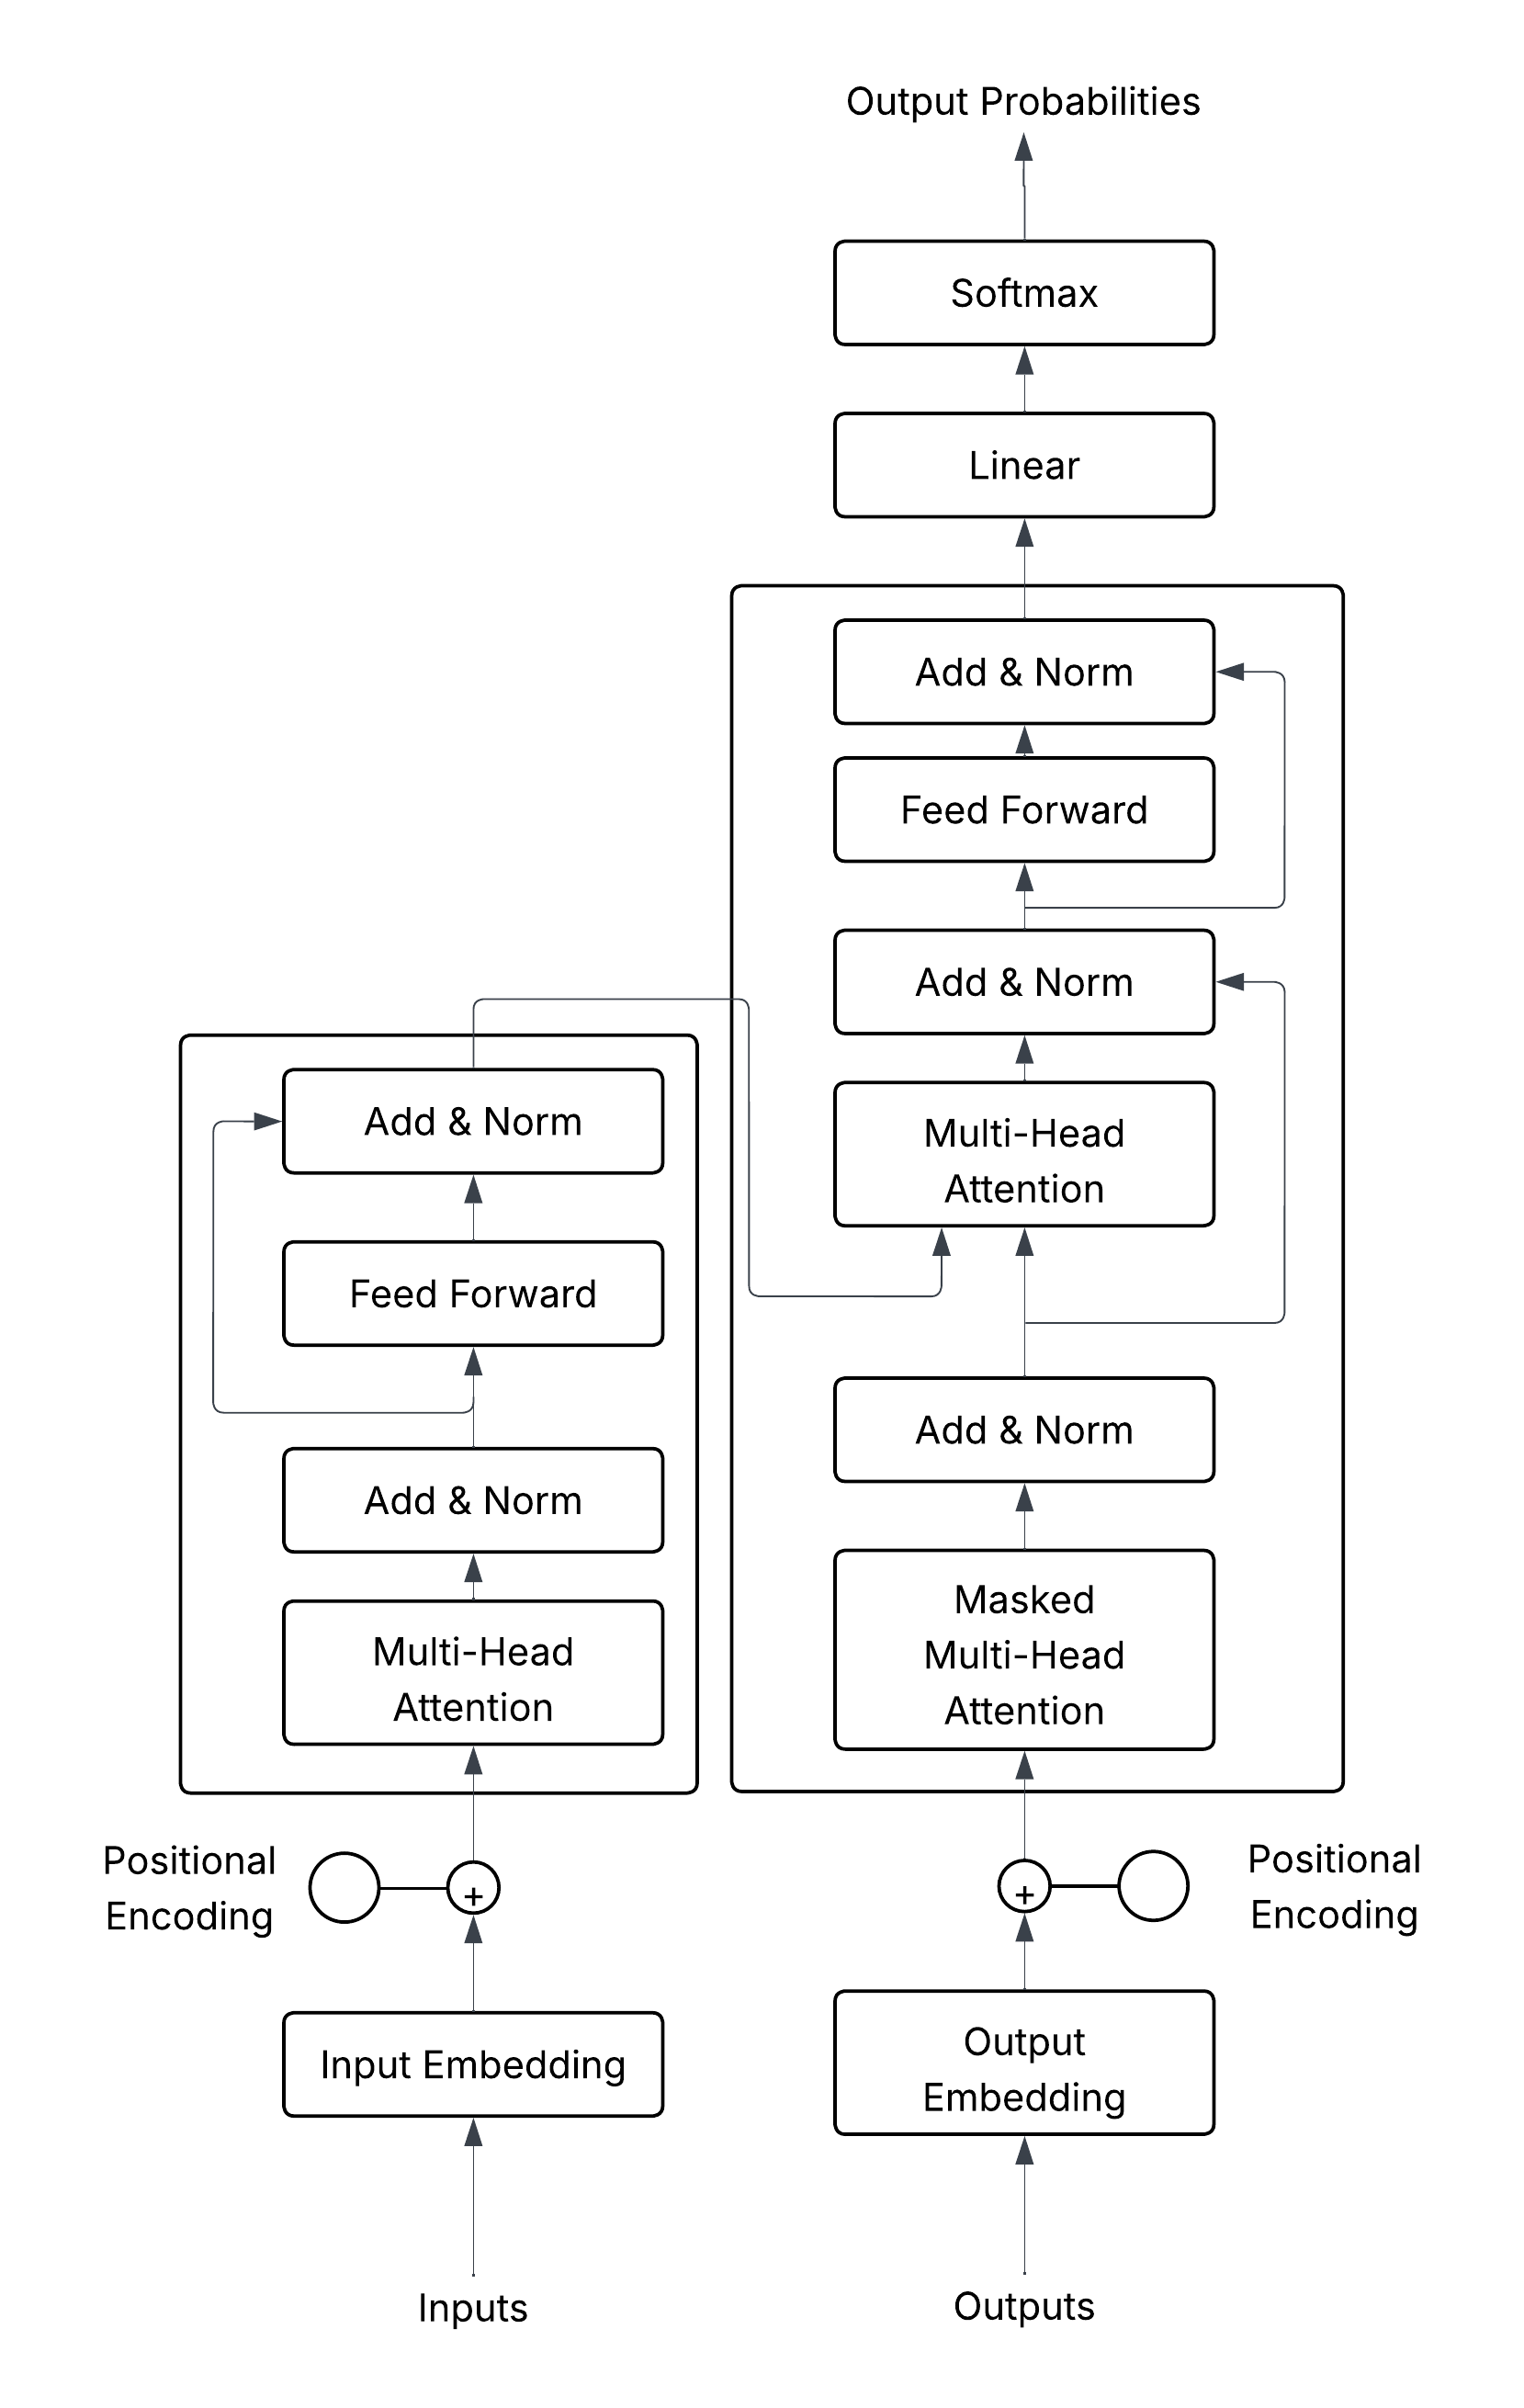 Output Probabilities
Softmax
Linear
Add & Norm
Feed Forward
Add & Norm
Multi-Head
Attention
Add & Norm
Masked
Multi-Head
Attention
Add & Norm
Feed Forward
Add & Norm
Multi-Head
Attention
Positional
Encoding
+
+
Positional
Encoding
Input Embedding
Output
Embedding
Inputs
Outputs